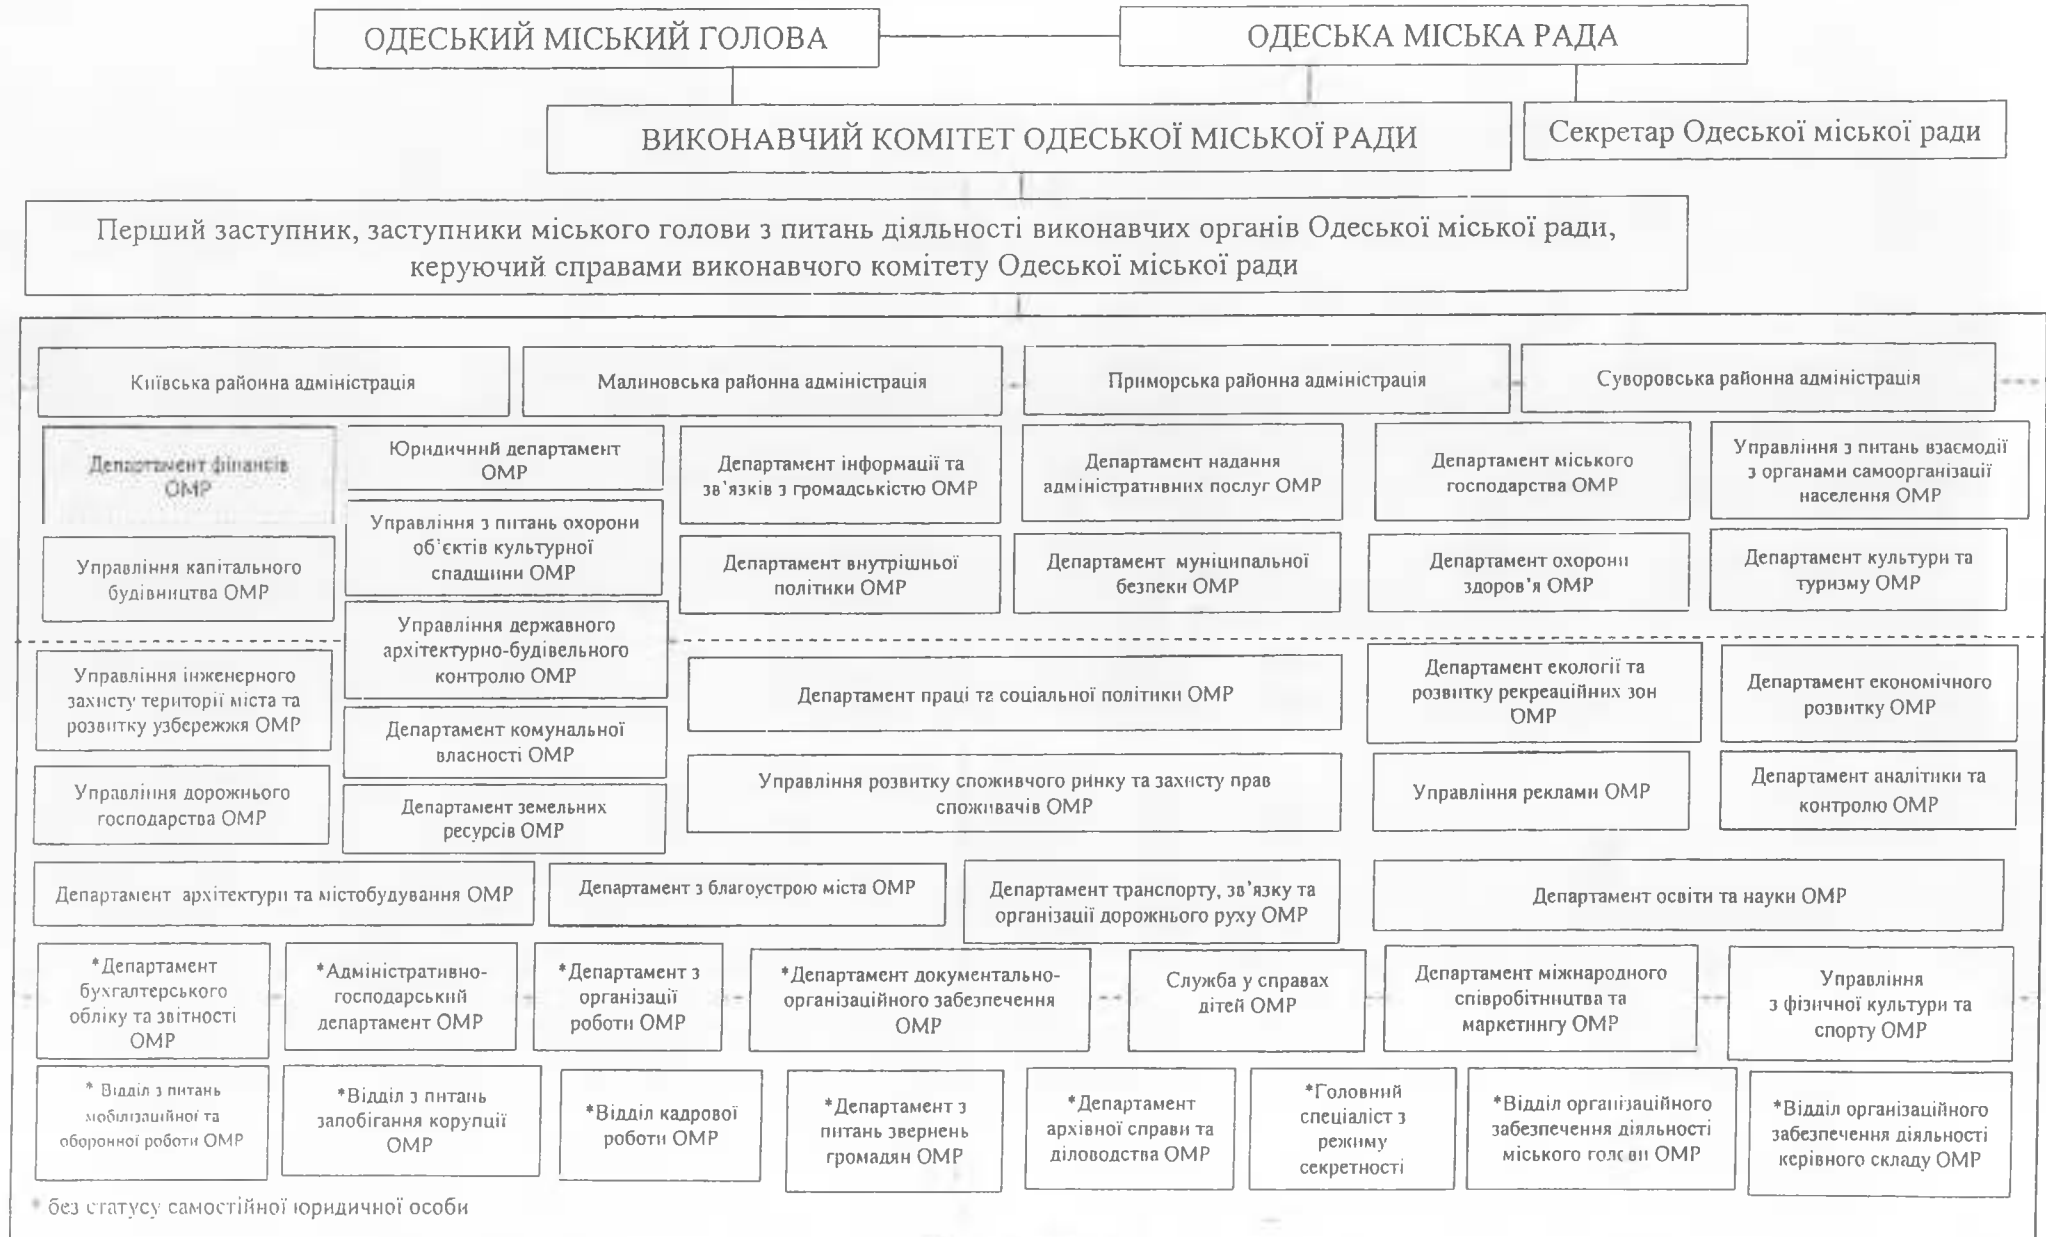 ОДЕСЬКИЙ МІСЬКИЙ ГОЛОВА
ОДЕСЬКА МІСЬКА РАДА
ВИКОНАВЧИЙ КОМІТЕТ ОДЕСЬКОЇ МІСЬКОЇ РАДИ
Секретар Одеської міської ради
Перший заступник, заступники міського голови з питань діяльності виконавчих органів Одеської міської ради,
керуючий справами виконавчого комітету Одеської міської ради
Київська районна адміністрація
Малиновська районна адміністрація
Приморська районна адміністрація
Суворовська районна адміністрація
Департамент фінансів
ОМР
Юридичний департамент
ОМР
Департамент інформації та
зв'язків з громадськістю ОМР
Департамент надання
адміністративних послуг ОМР
Департамент міського
господарства ОМР
Управління з питань взаємодії
з органами самоорганізації
населення ОМР
Управління капітального
будівництва ОМР
Управління з питань охорони
об'єктів культурної
спадщини ОМР
Департамент внутрішньої
політики ОМР
Департамент муніципальної
безпеки ОМР
Департамент охорони
здоров'я ОМР
Департамент культури та
туризму ОМР
Управління інженерного
захисту території міста та
розвитку узбережжя ОМР
Управління державного
архітектурно-будівельного
контролю ОМР
Департамент праці та соціальної політики ОМР
Департамент екології та
розвитку рекреаційних зон
ОМР
Департамент економічного
розвитку ОМР
Департамент комунальної
власності ОМР
Управління дорожнього
господарства ОМР
Департамент земельних
ресурсів ОМР
Управління розвитку споживчого ринку та захисту прав
споживачів ОМР
Управління реклами ОМР
Департамент аналітики та
контролю ОМР
Департамент архітектури та містобудування ОМР
Департамент з благоустрою міста ОМР
Департамент транспорту, зв'язку та
організації дорожнього руху ОМР
Департамент освіти та науки ОМР
*Департамент
бухгалтерського
обліку та звітності
ОМР
*Адміністративно-
господарський
департамент ОМР
*Департамент з
організації
роботи ОМР
*Департамент документально-
організаційного забезпечення
ОМР
Служба у справах
дітей ОМР
Департамент міжнародного
співробітництва та
маркетингу ОМР
Управління
з фізичної культури та
спорту ОМР
* Відділ з питань
мобілізаційної та
оборонної роботи ОМР
*Відділ з питань
запобігання корупції
ОМР
*Відділ кадрової
роботи ОМР
*Департамент з
питань звернень
громадян ОМР
*Департамент
архівної справи та
діловодства ОМР
*Головний
спеціаліст з
режиму
секретності
*Відділ організаційного
забезпечення діяльності
міського голови ОМР
*Відділ організаційного
забезпечення діяльності
керівного складу ОМР
* без статусу самостійної юридичної особи